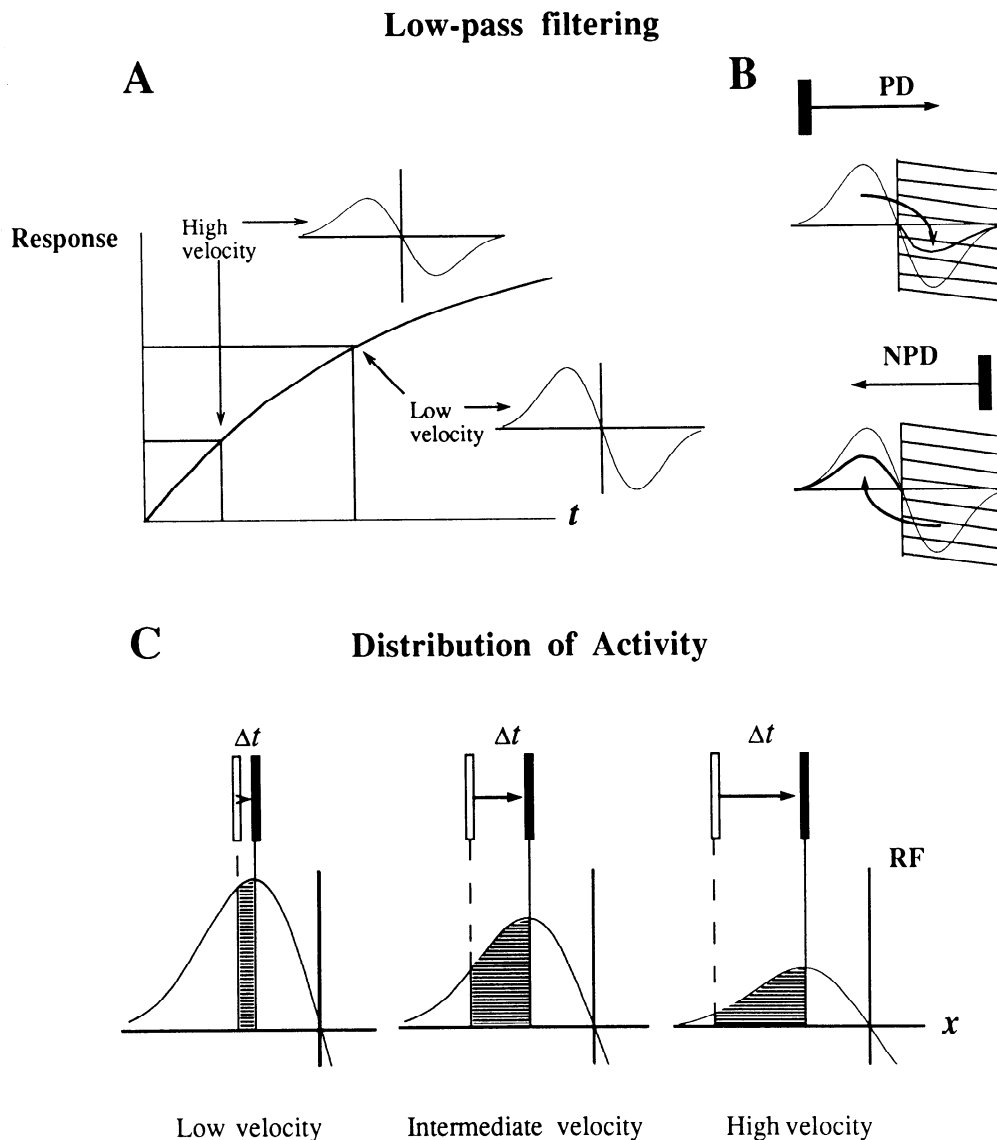 Low-pass filtering
A
B
PD
High
velocity
Response
NPD
Low
velocity
t
C
Distribution of Activity
Δt
Δt
Δt
RF
x
Low velocity
Intermediate velocity
High velocity